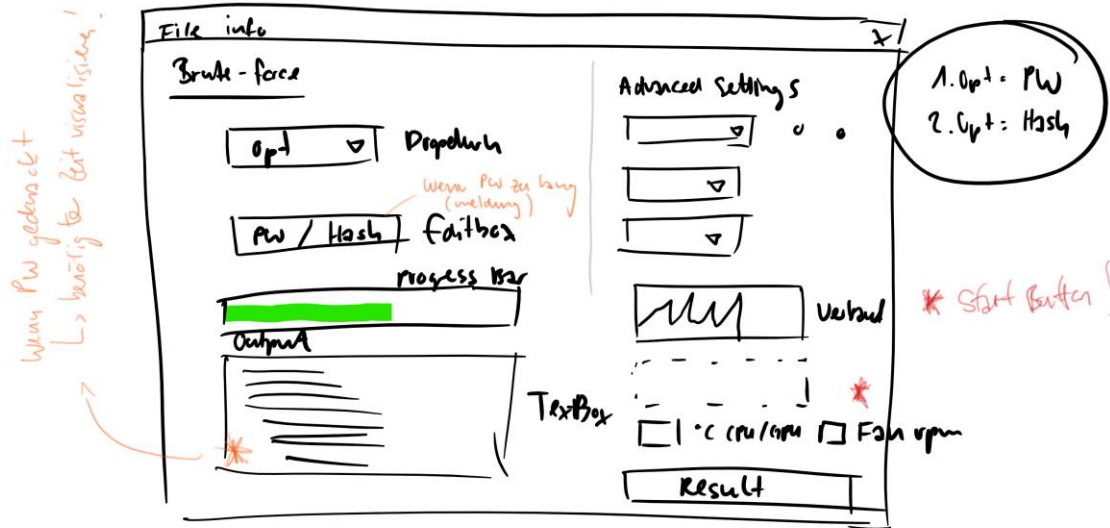 File info
x
Brute-force
Opt
Advanced Settings
1. Opt = PW
2. Opt = Hash
wenn PW zu lang
(meldung)
PW / Hash
Editbox
Progess Bar
Output
TextBox
°C CPU/GPU
Fan rpm
Result
* Start Button!
Wenn PW geknackt
benötigte Zeit visualisieren!